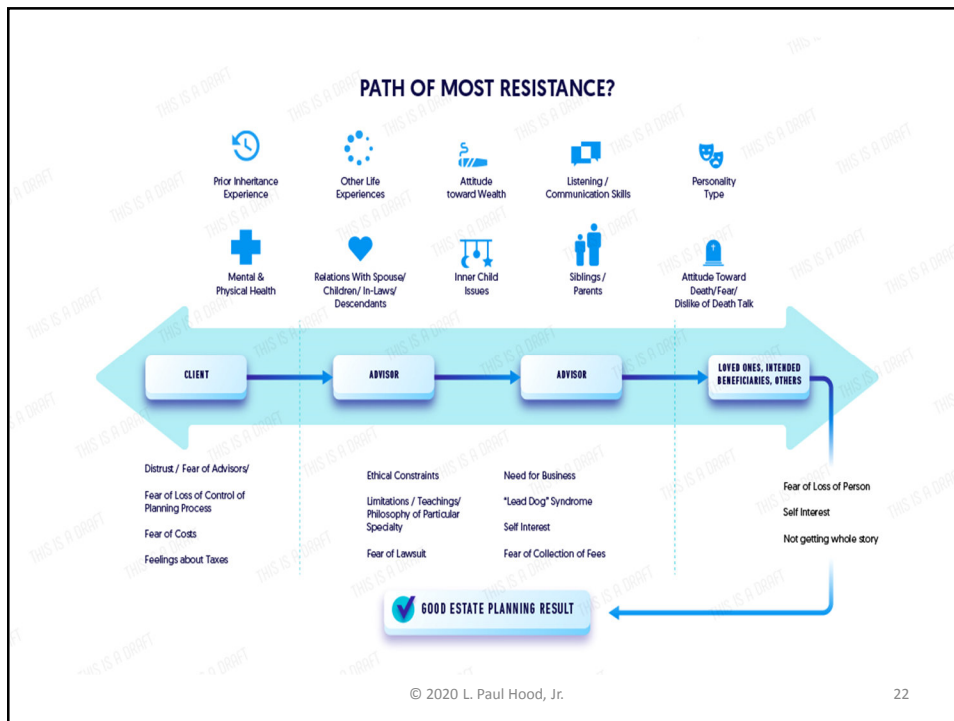 PATH OF MOST RESISTANCE?
Prior Inheritance
Experience
Other Life
Experiences
Attitude
toward Wealth
Listening /
Communication Skills
Personality
Type
Mental &
Physical Health
Relations With Spouse/
Children/ In-Laws/
Descendants
Inner Child
Issues
Siblings /
Parents
Attitude Toward
Death/Fear/
Dislike of Death Talk
CLIENT
ADVISOR
ADVISOR
LOVED ONES, INTENDED
BENEFICIARIES, OTHERS
Distrust / Fear of Advisors/
Fear of Loss of Control of
Planning Process
Fear of Costs
Feelings about Taxes
Ethical Constraints
Limitations / Teachings/
Philosophy of Particular
Specialty
Fear of Lawsuit
Need for Business
"Lead Dog" Syndrome
Self Interest
Fear of Collection of Fees
Fear of Loss of Person
Self Interest
Not getting whole story
GOOD ESTATE PLANNING RESULT
THIS IS A DRAFT
© 2020 L. Paul Hood, Jr.
22